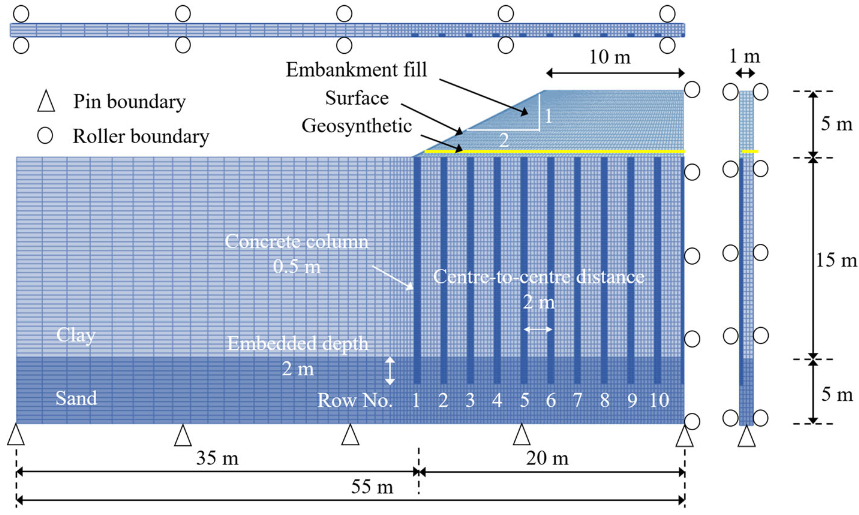 10 m
1 m
Embankment fill
Surface
Geosynthetic
Pin boundary
Roller boundary
1
2
5 m
Concrete column
0.5 m
Centre-to-centre distance
2 m
15 m
Clay
Embedded depth
2 m
Sand
Row No. 1 2 3 4 5 6 7 8 9 10
5 m
35 m
20 m
55 m